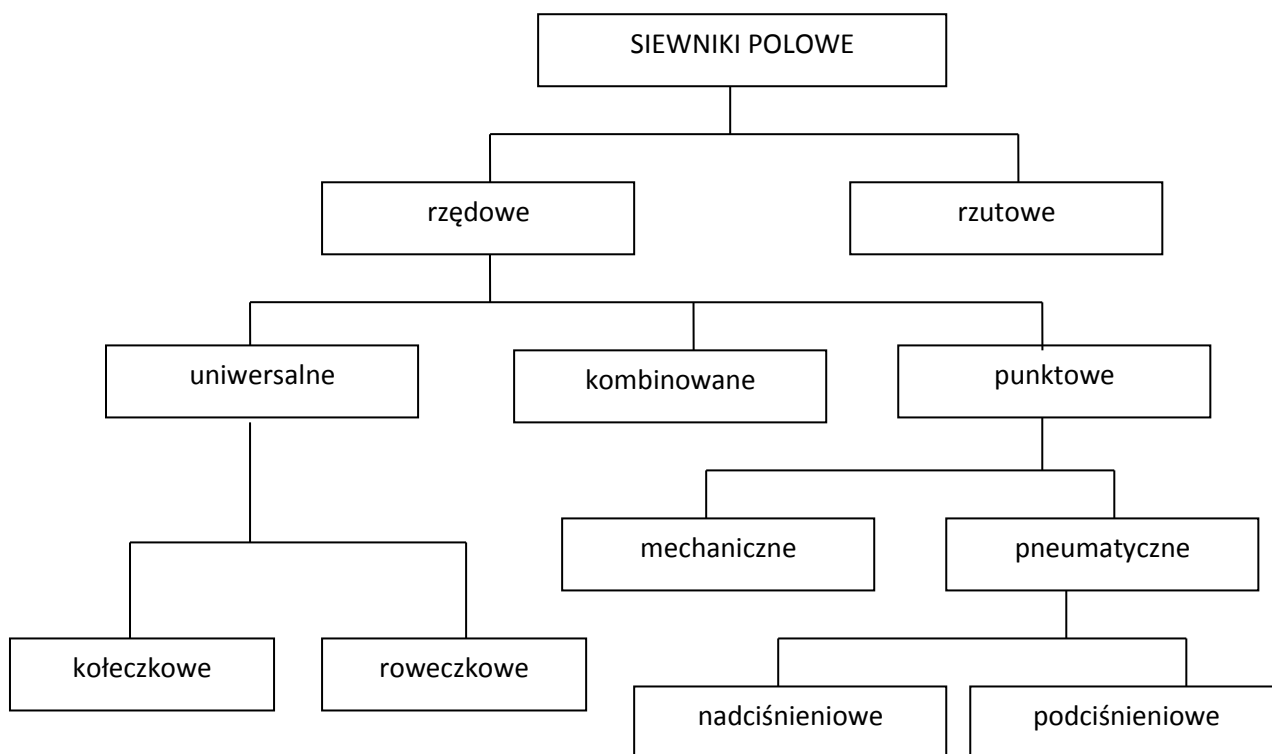 SIEWNIKI POLOWE
rzędowe
rzutowe
uniwersalne
kombinowane
punktowe
mechaniczne
pneumatyczne
kołeczkowe
roweczkowe
nadciśnieniowe
podciśnieniowe